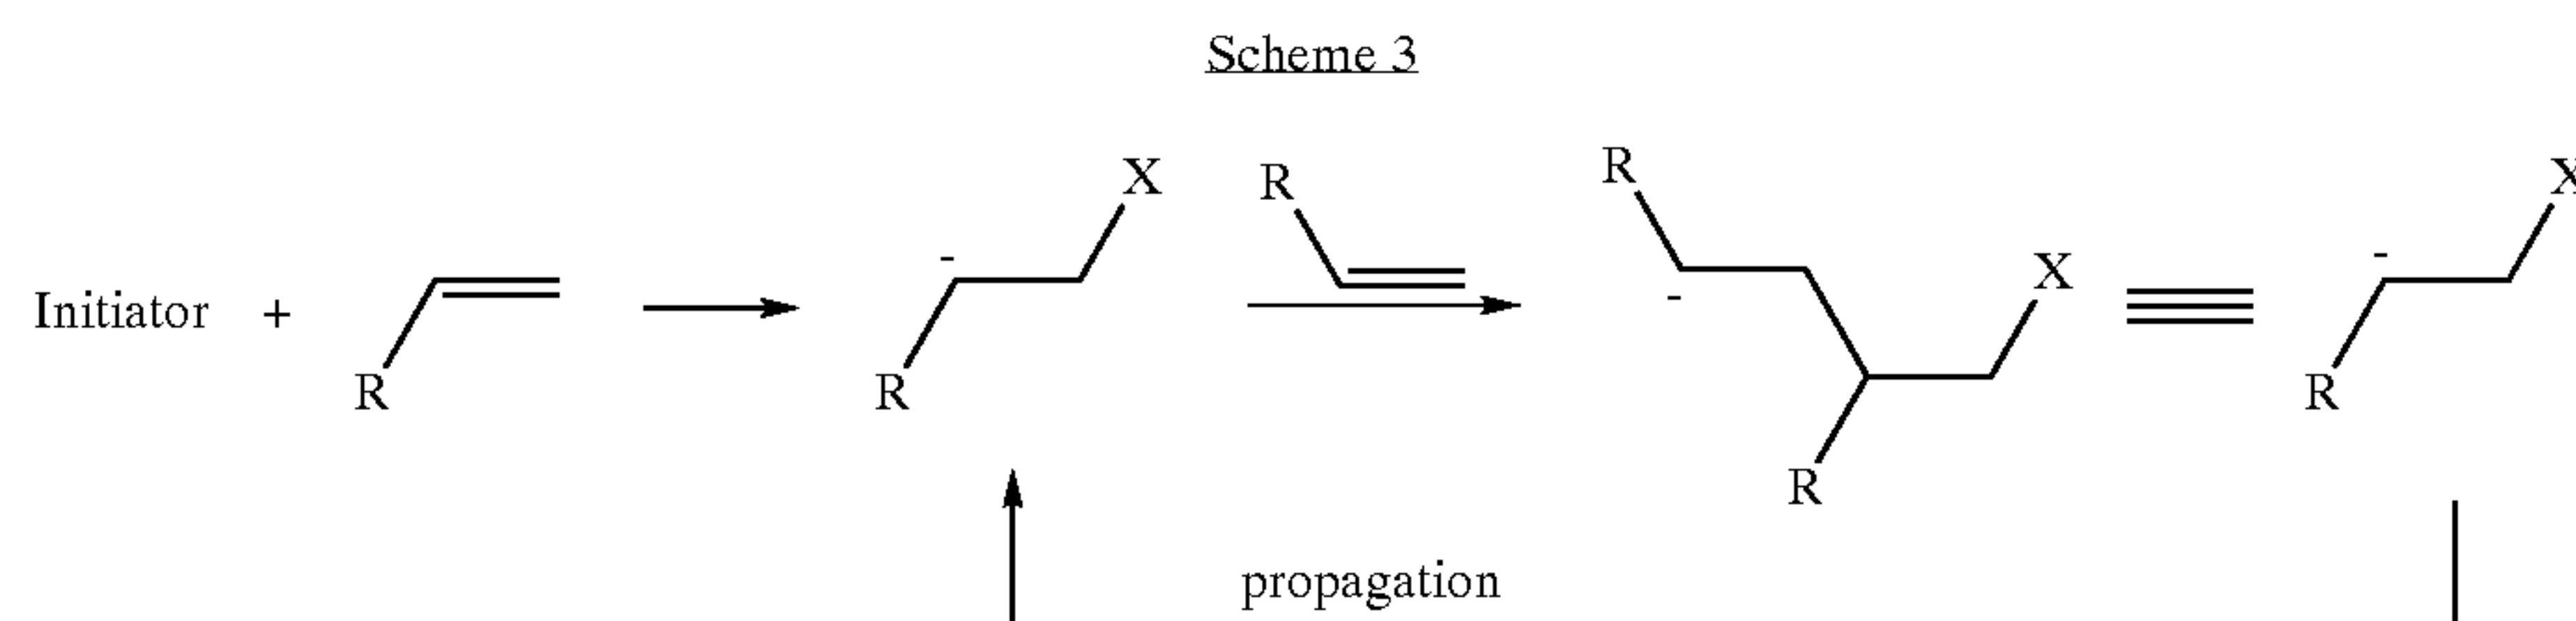 Scheme 3
R X
X R X
- -
Initiator + -
R R R
R
propagation